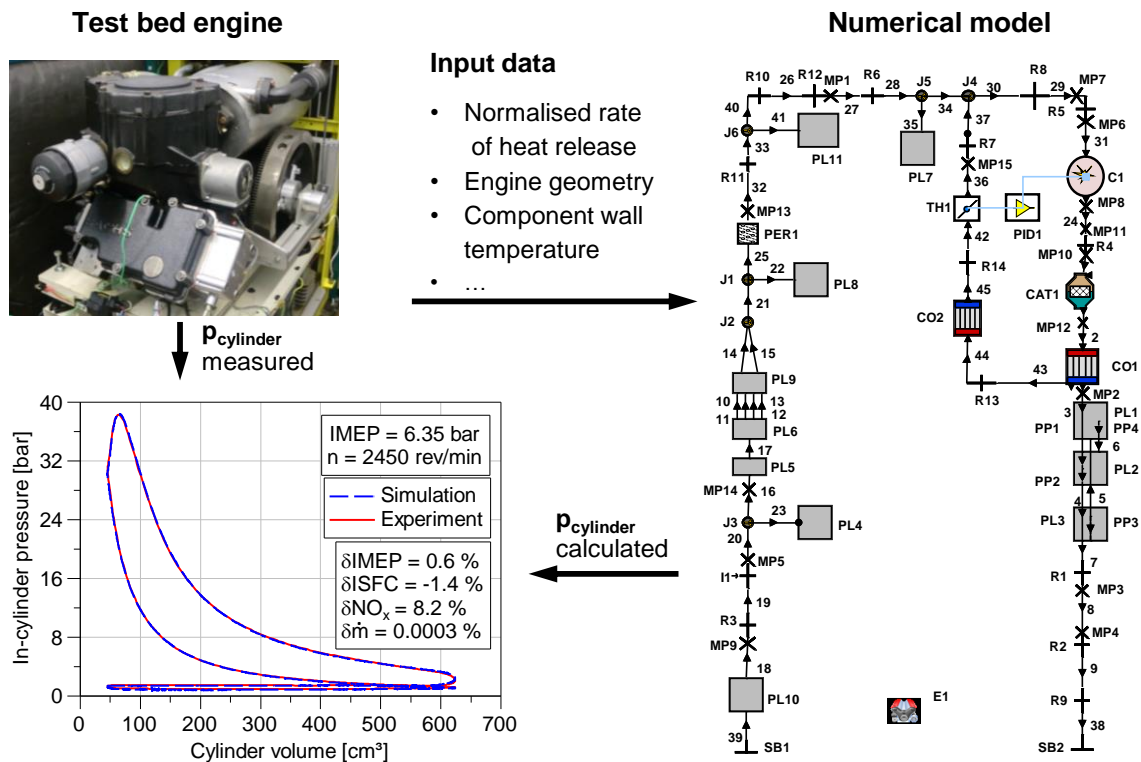 Test bed engine
Numerical model
Input data
• Normalised rate
of heat release
• Engine geometry
• Component wall
temperature
• ...
p_cylinder
measured
p_cylinder
calculated
In-cylinder pressure [bar]
40
32
24
16
8
0
0 100 200 300 400 500 600 700
Cylinder volume [cm³]
IMEP = 6.35 bar
n = 2450 rev/min
Simulation
Experiment
δIMEP = 0.6 %
δISFC = -1.4 %
δNOx = 8.2 %
δṁ = 0.0003 %
R10 26 R12 MP1 R6 28 J5 J4 30 R8 29 MP7
40 27 34 R5 MP6
41 35 37 31
J6 33 PL11 PL7 R7
R11 MP15 C1
32 36 MP8
MP13 TH1 PID1 24 MP11
PER1 42 R4
25 MP10
J1 22 PL8 R14 CAT1
21 45
J2 CO2 MP12
14 15 44 2
PL9 43 CO1
R13 MP2
10 13 3 PL1
11 12 PP1 PP4
PL6 6
17 PL2
PL5 PP2
MP14 16 4 5
23 PL4 PL3 PP3
J3
20
MP5 7
I1 R1
MP3
19 8
R3 MP4
MP9 R2
18 9
PL10 E1 R9
39 38
SB1 SB2